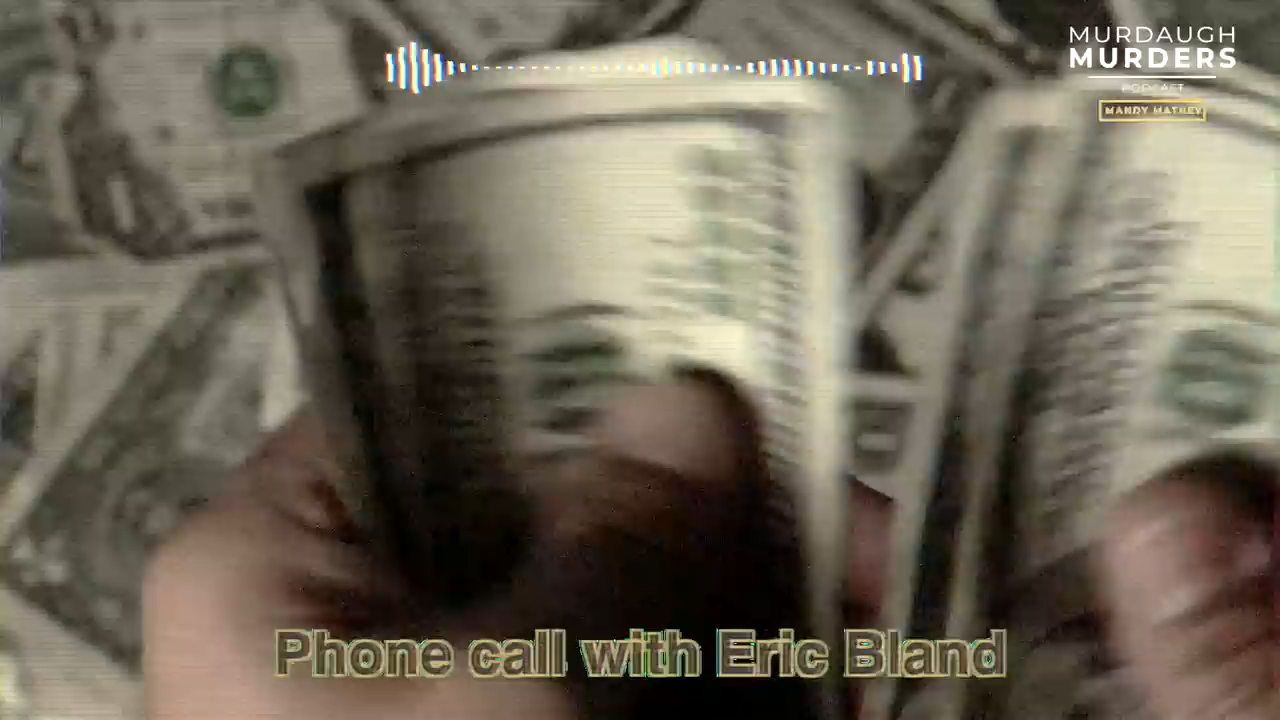 MURDAUGH
MURDERS
PODCAST
MANDY MATNEY
Phone call with Eric Bland